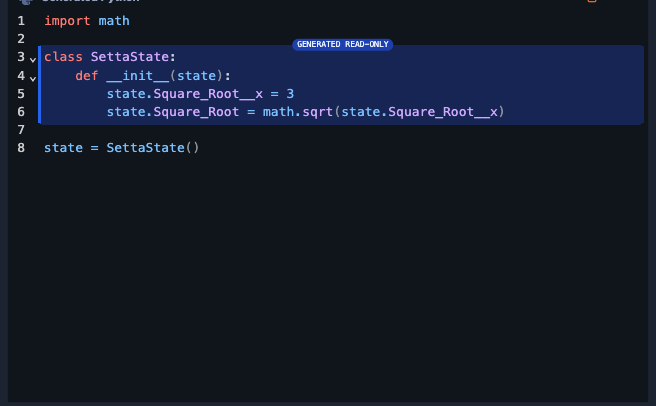 1 import math
2
GENERATED READ-ONLY
3 class SettaState:
4     def __init__(state):
5         state.Square_Root__x = 3
6         state.Square_Root = math.sqrt(state.Square_Root__x)
7
8 state = SettaState()